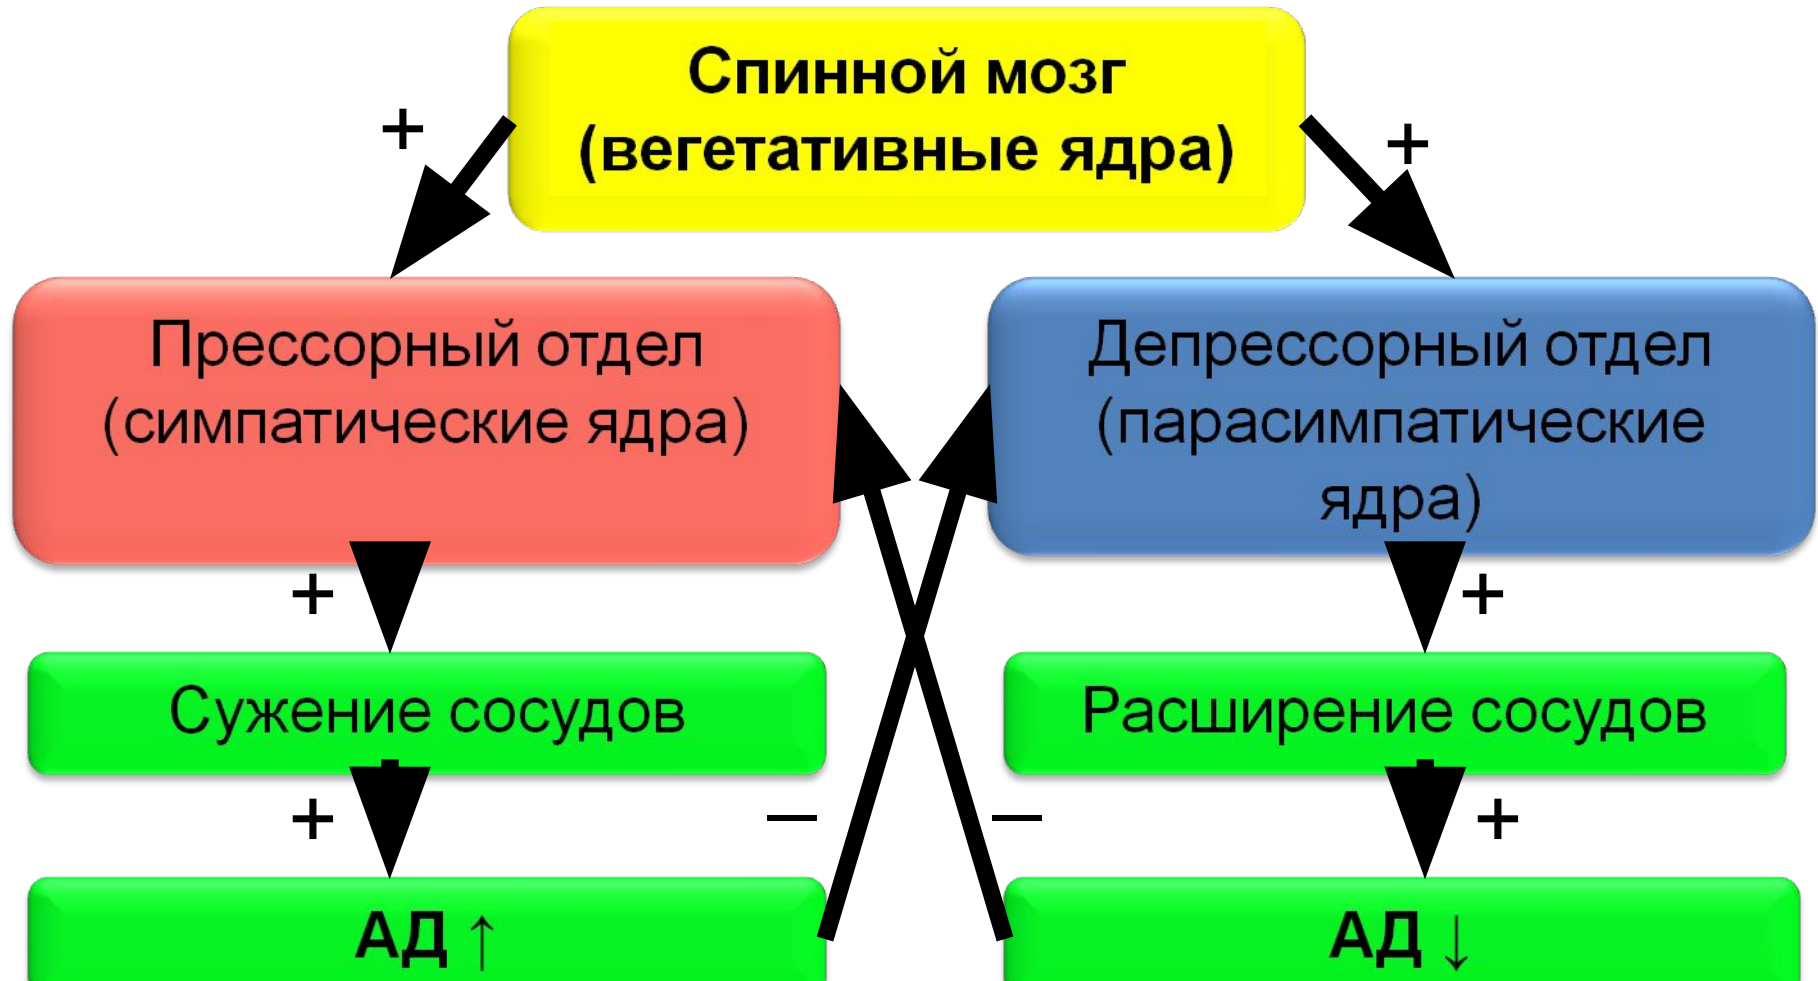 Спинной мозг
(вегетативные ядра)
+
+
Прессорный отдел
(симпатические ядра)
Депрессорный отдел
(парасимпатические
ядра)
+
+
Сужение сосудов
Расширение сосудов
+
–
–
+
АД ↑
АД ↓